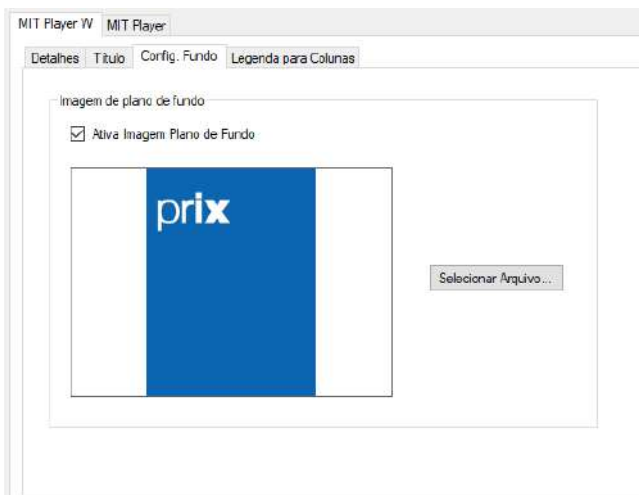 MIT Player W MIT Player
Detalhes Título Config. Fundo Legenda para Colunas
Imagem de plano de fundo
Ativa Imagem Plano de Fundo
prix
Selecionar Arquivo...